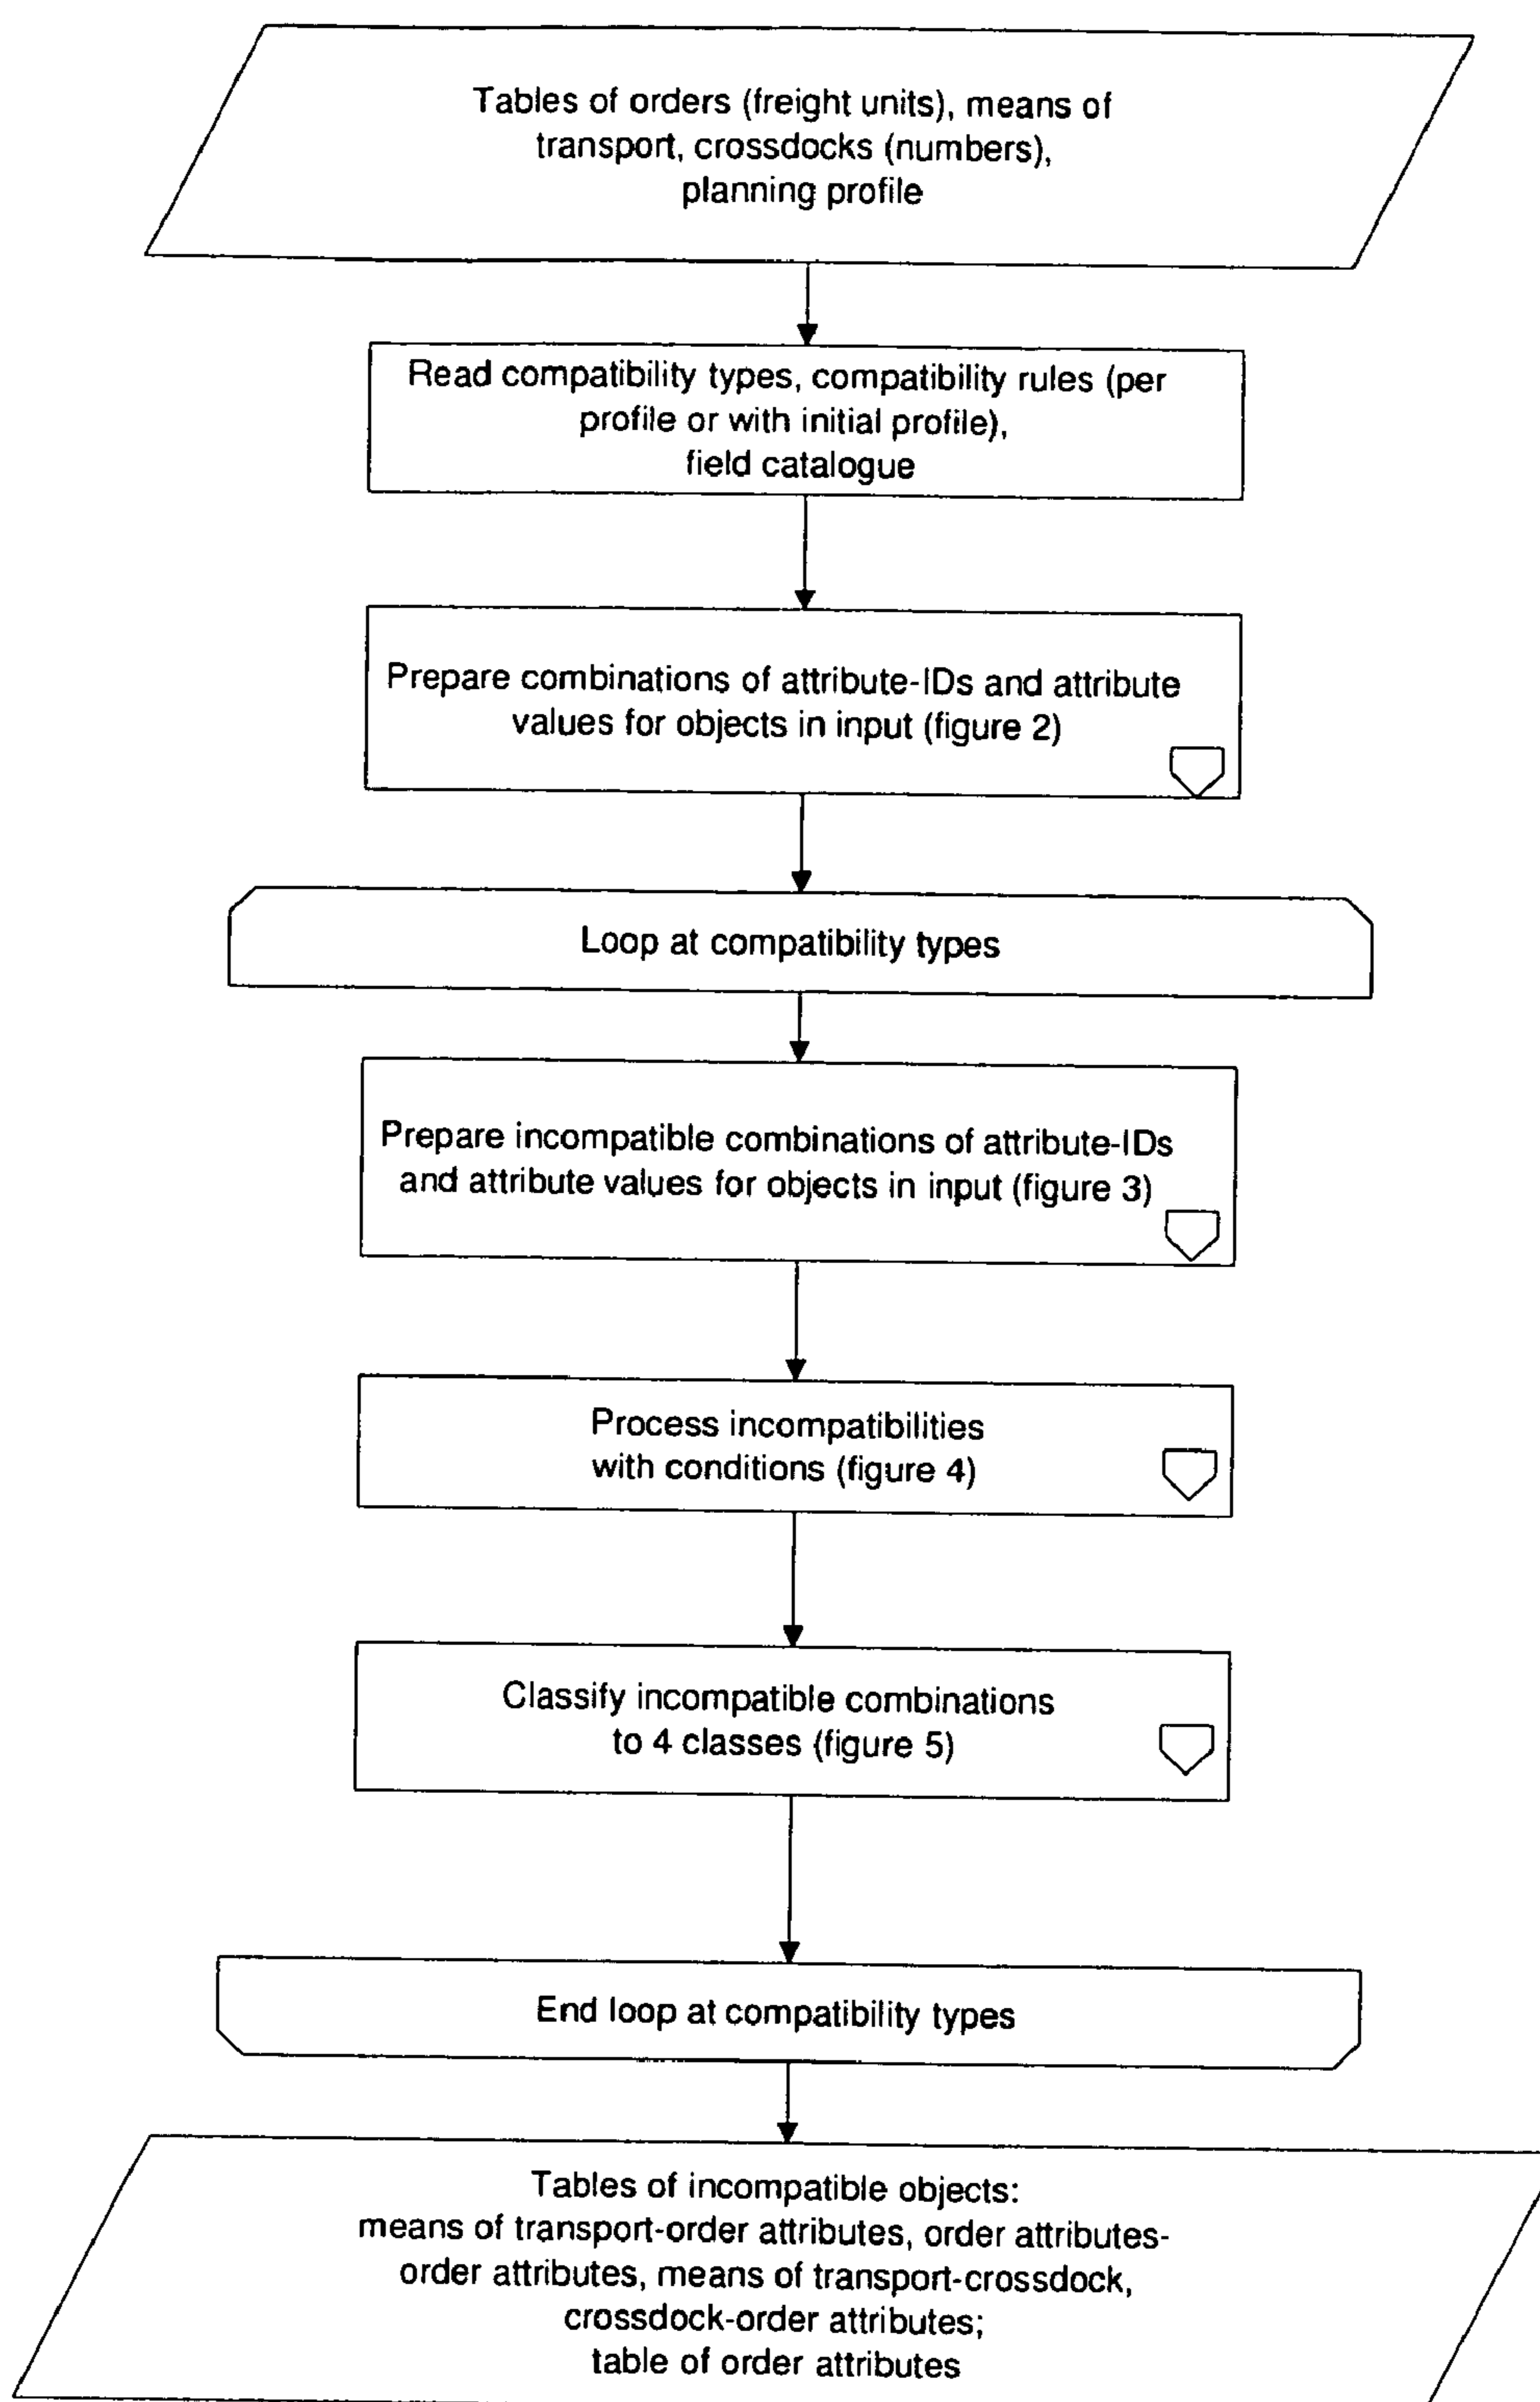 Tables of orders (freight units), means of
transport, crossdocks (numbers),
planning profile
Read compatibility types, compatibility rules (per
profile or with initial profile),
field catalogue
Prepare combinations of attribute-IDs and attribute
values for objects in input (figure 2)
Loop at compatibility types
Prepare incompatible combinations of attribute-IDs
and attribute values for objects in input (figure 3)
Process incompatibilities
with conditions (figure 4)
Classify incompatible combinations
to 4 classes (figure 5)
End loop at compatibility types
Tables of incompatible objects:
means of transport-order attributes, order attributes-
order attributes, means of transport-crossdock,
crossdock-order attributes;
table of order attributes